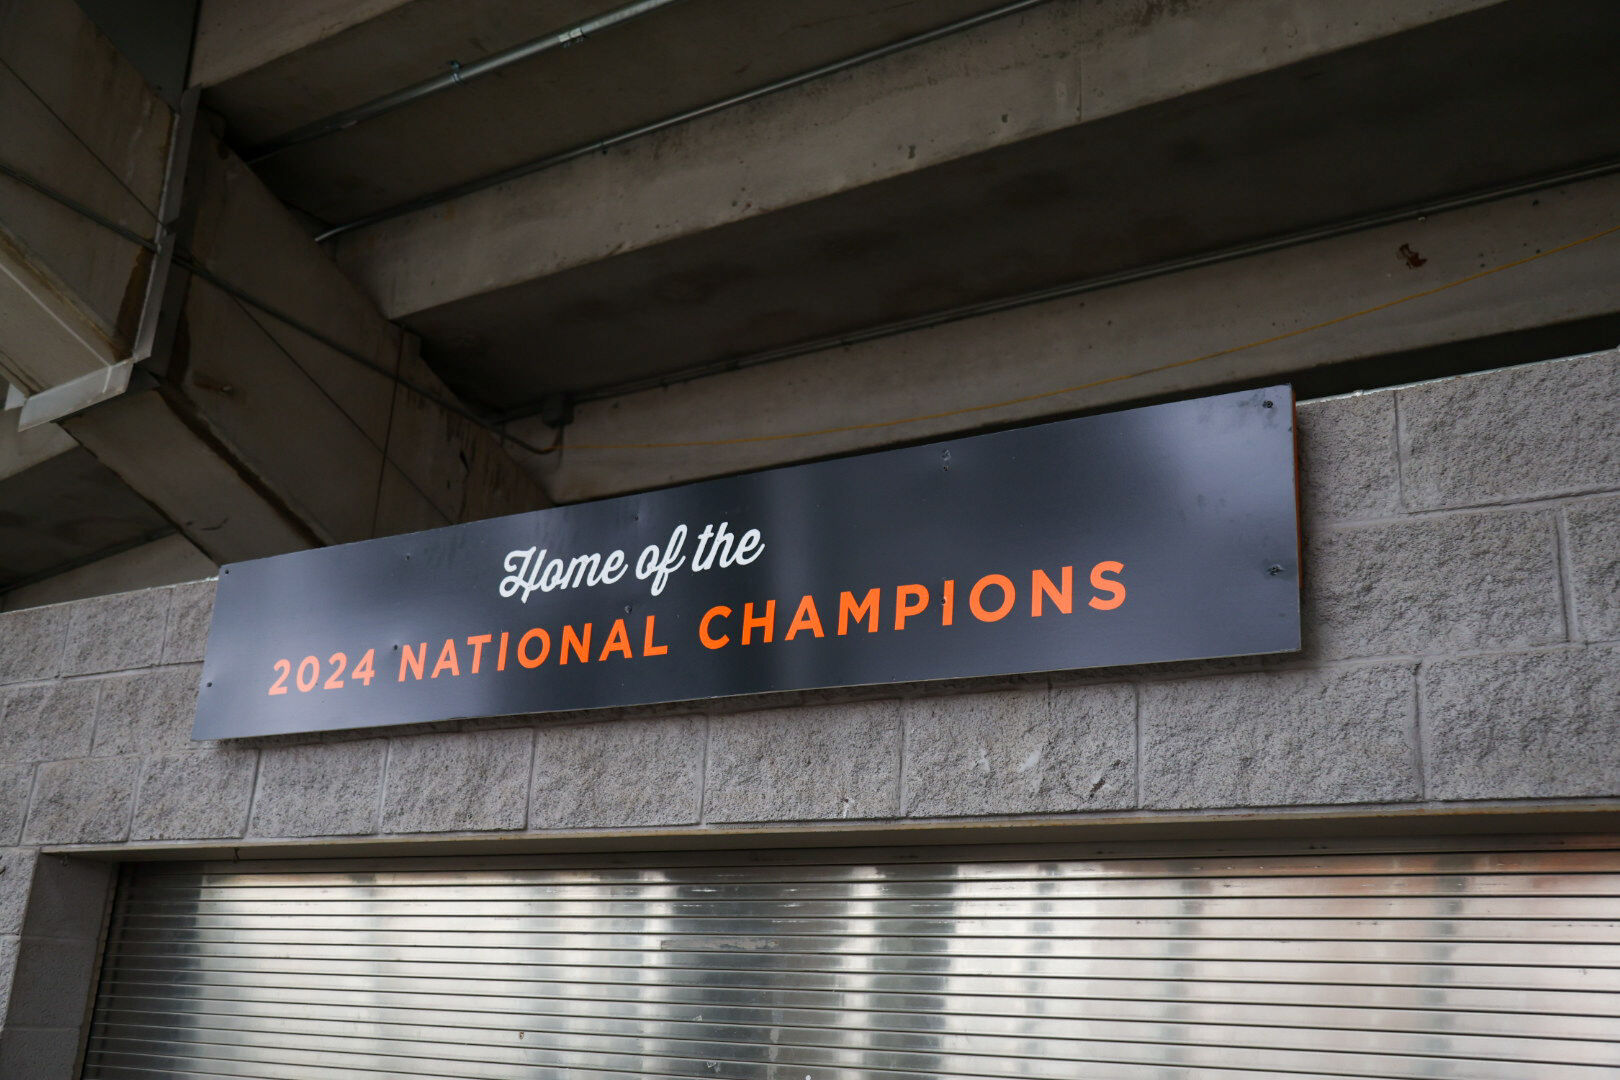 Home of the
2024 NATIONAL CHAMPIONS